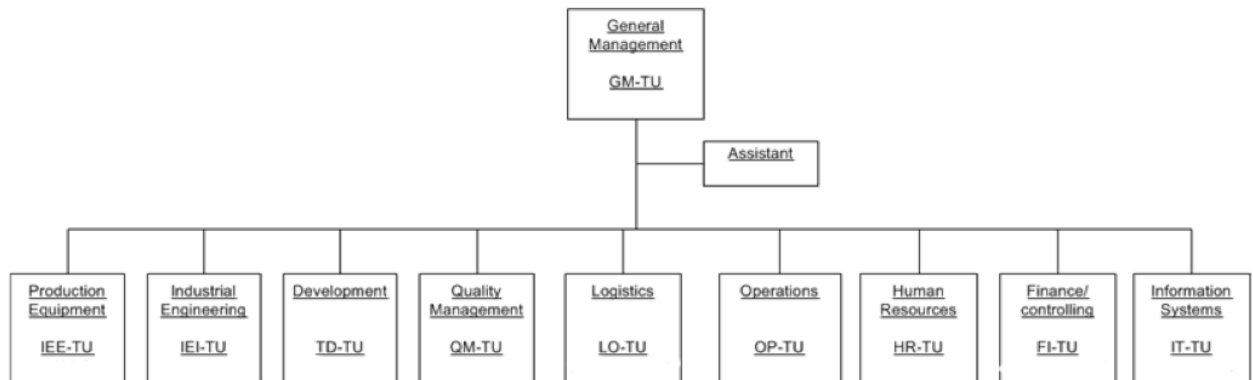 General
Management
GM-TU
Assistant
Production
Equipment
IEE-TU
Industrial
Engineering
IEI-TU
Development
TD-TU
Quality
Management
QM-TU
Logistics
LO-TU
Operations
OP-TU
Human
Resources
HR-TU
Finance/
controlling
FI-TU
Information
Systems
IT-TU